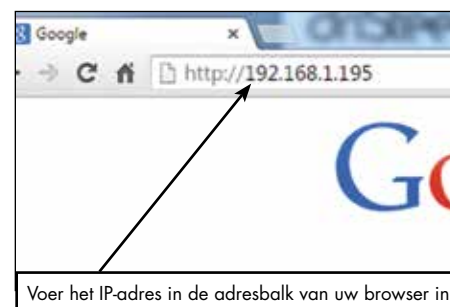 Google
http://192.168.1.195
Go
Voer het IP-adres in de adresbalk van uw browser in